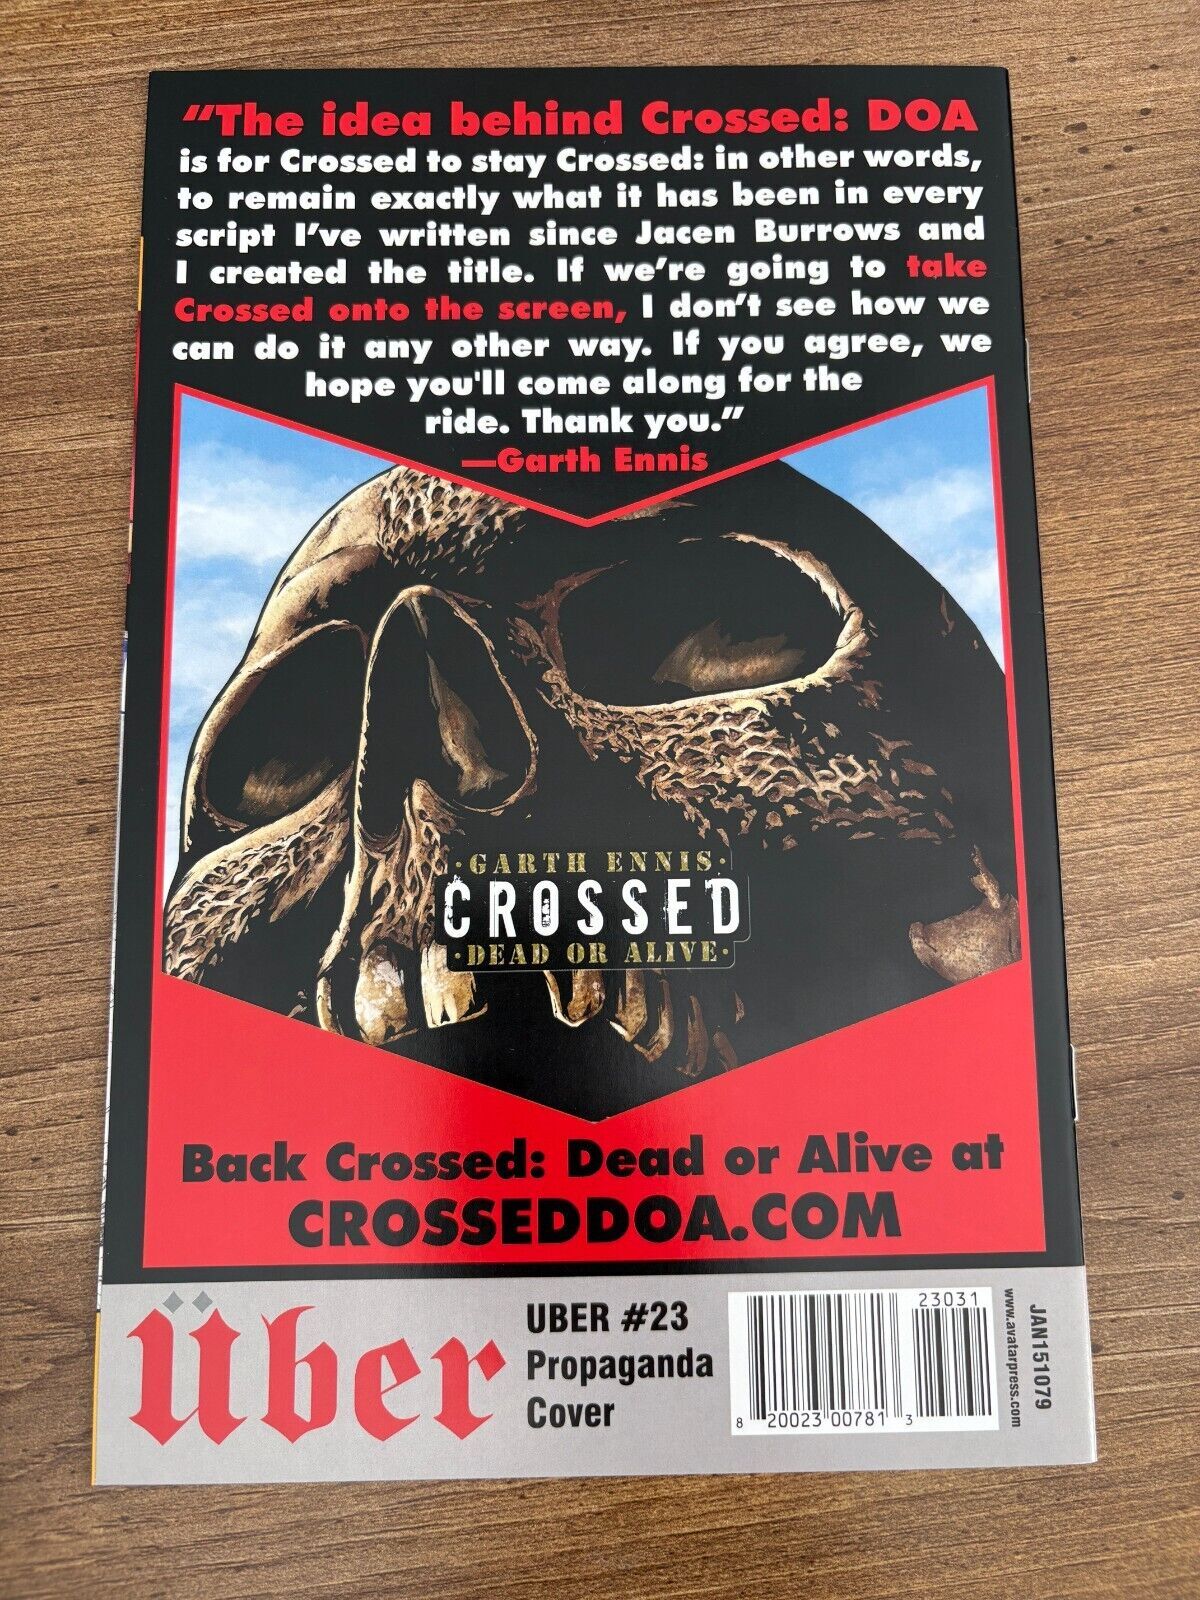 "The idea behind Crossed: DOA
is for Crossed to stay Crossed: in other words,
to remain exactly what it has been in every
script I've written since Jacen Burrows and
I created the title. If we're going to take
Crossed onto the screen, I don't see how we
can do it any other way. If you agree, we
hope you'll come along for the
ride. Thank you."
—Garth Ennis
·GARTH ENNIS·
CROSSED
·DEAD OR ALIVE·
Back Crossed: Dead or Alive at
CROSSEDDOA.COM
über
UBER #23
Propaganda
Cover
23031
8 20023 00781 3
www.avatarpress.com
JAN151079